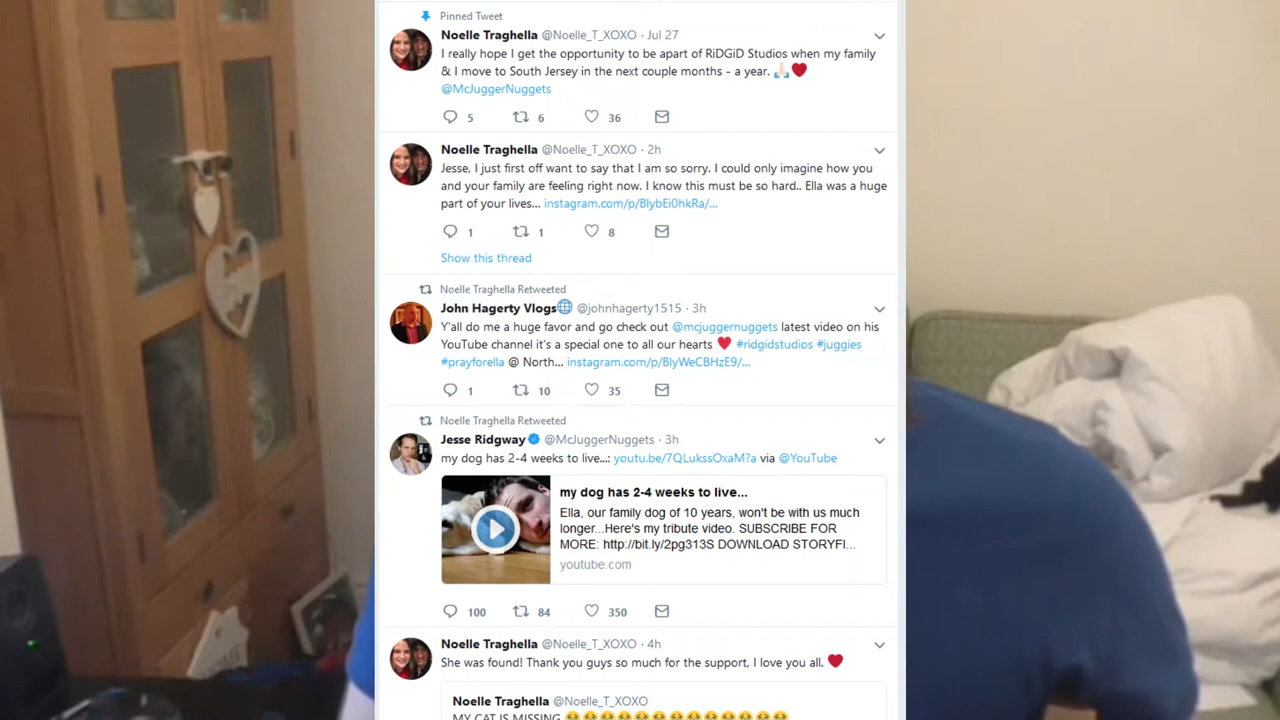 Pinned Tweet
Noelle Traghella @Noelle_T_XOXO · Jul 27
I really hope I get the opportunity to be apart of RiDGiD Studios when my family
& I move to South Jersey in the next couple months - a year. 🙏🏻❤️
@McJuggerNuggets
5 6 36
Noelle Traghella @Noelle_T_XOXO · 2h
Jesse, I just first off want to say that I am so sorry. I could only imagine how you
and your family are feeling right now. I know this must be so hard.. Ella was a huge
part of your lives... instagram.com/p/BlybEi0hkRa/...
1 1 8
Show this thread
Noelle Traghella Retweeted
John Hagerty Vlogs🌐 @johnhagerty1515 · 3h
Y'all do me a huge favor and go check out @mcjuggernuggets latest video on his
YouTube channel it's a special one to all our hearts ❤️ #ridgidstudios #juggies
#prayforella @ North... instagram.com/p/BlyWeCBHzE9/...
1 10 35
Noelle Traghella Retweeted
Jesse Ridgway @McJuggerNuggets · 3h
my dog has 2-4 weeks to live...: youtu.be/7QLukssOxaM?a via @YouTube
my dog has 2-4 weeks to live...
Ella, our family dog of 10 years, won't be with us much
longer...Here's my tribute video. SUBSCRIBE FOR
MORE: http://bit.ly/2pg313S DOWNLOAD STORYFI...
youtube.com
100 84 350
Noelle Traghella @Noelle_T_XOXO · 4h
She was found! Thank you guys so much for the support, I love you all. ❤️
Noelle Traghella @Noelle_T_XOXO
MY CAT IS MISSING 😣😣😣😣😣😣😣😣😣😣😣😣😣